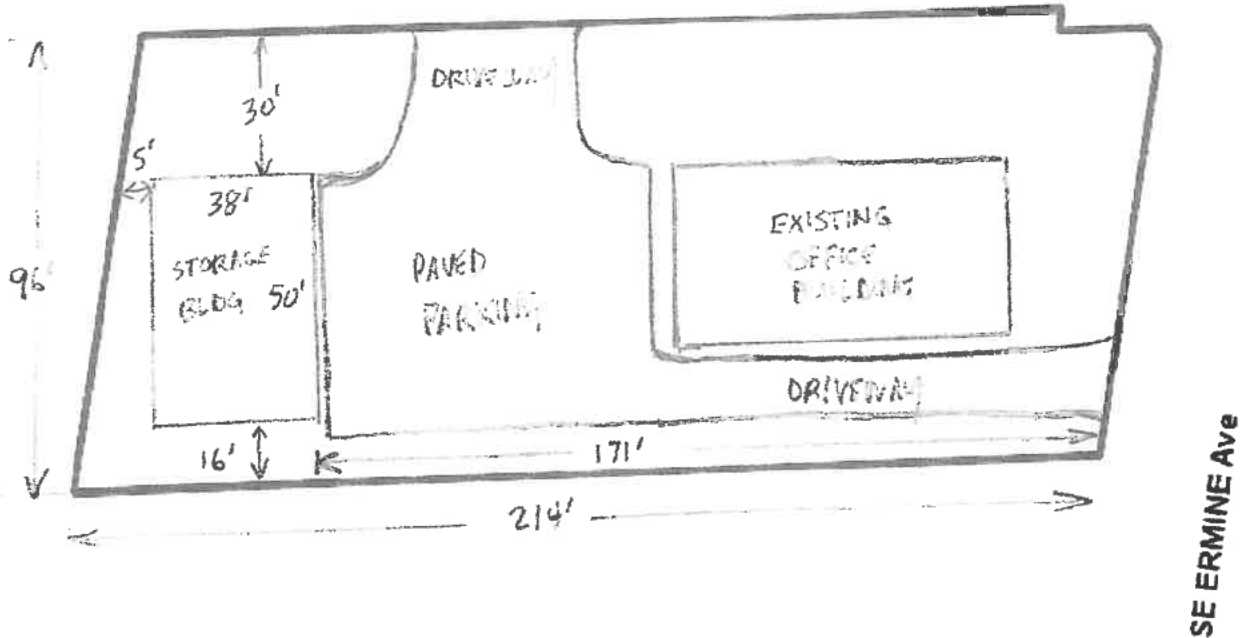 DRIVEWAY
30'
5'
38'
STORAGE
BLDG 50'
96'
PAVED
PARKING
EXISTING
OFFICE
BUILDING
DRIVEWAY
16'
171'
214'
SE ERMINE Ave